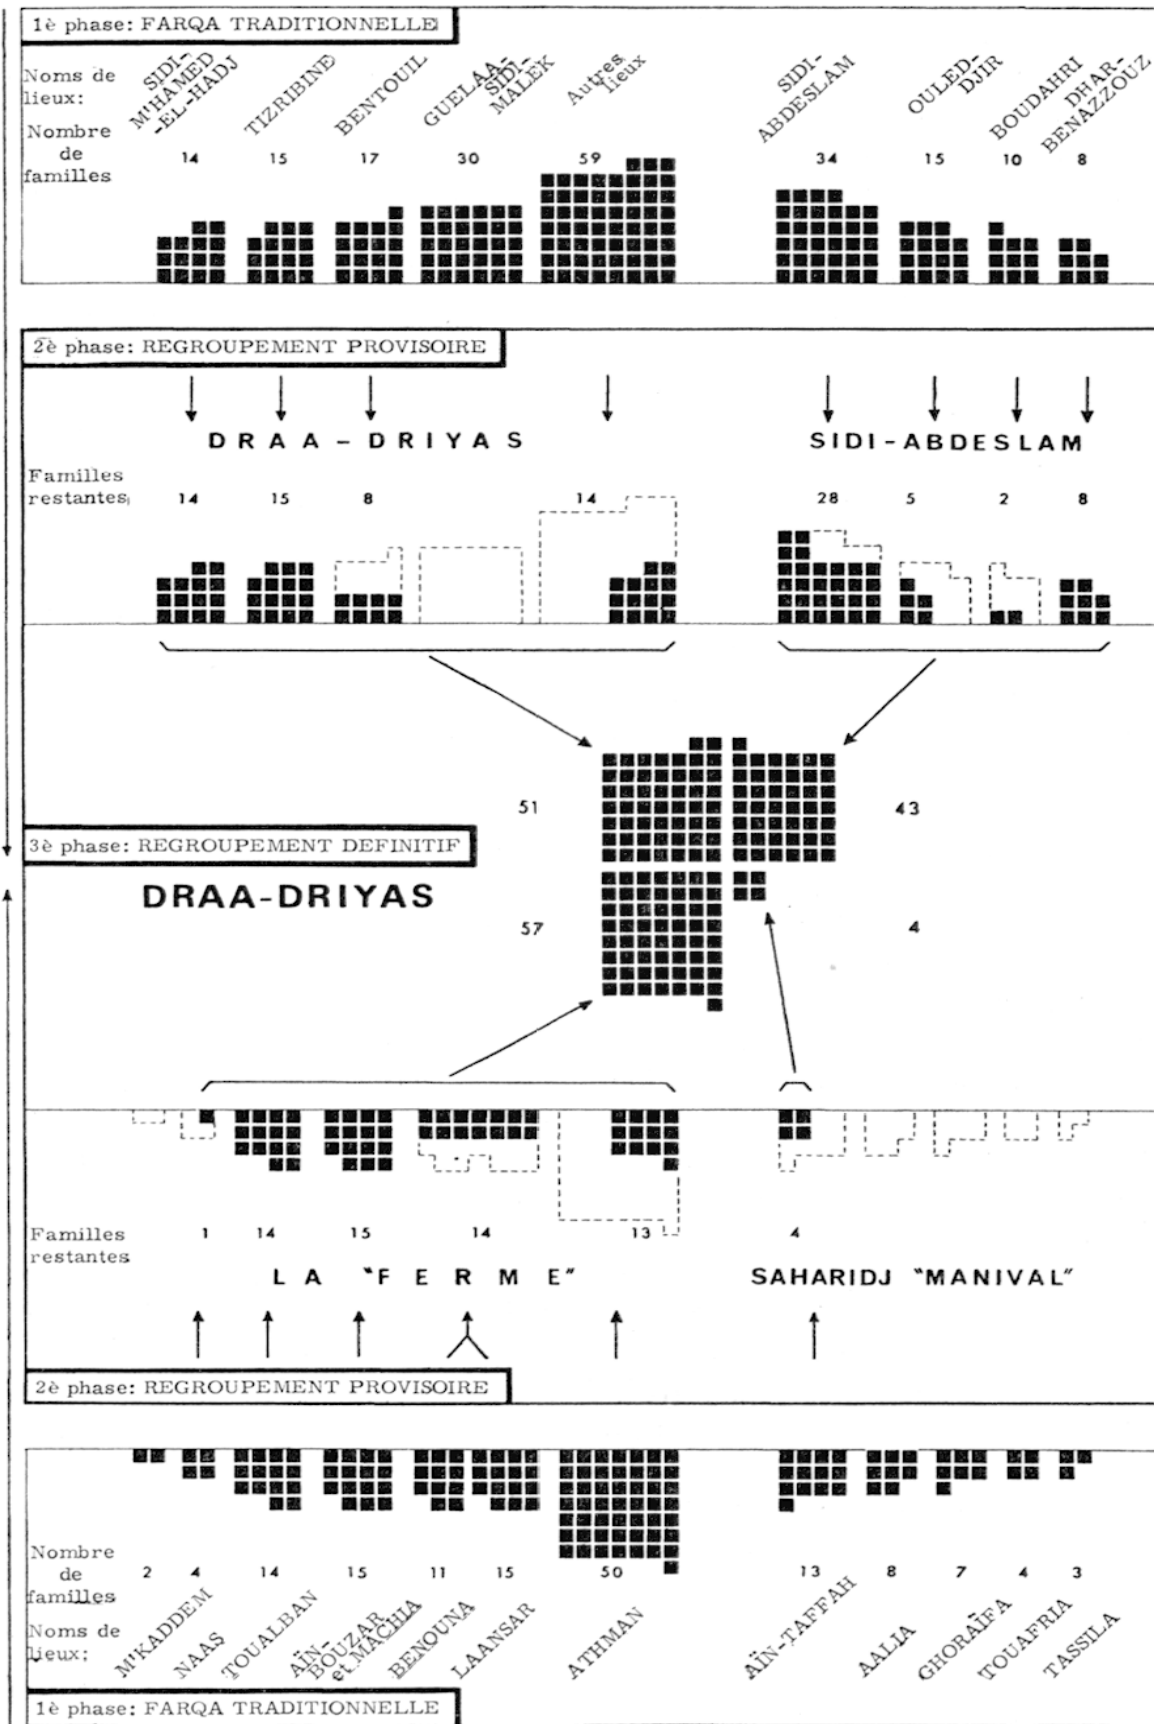 1è phase: FARQA TRADITIONNELLE
Noms de
lieux:
SIDI-
M'HAMED
-EL-HADJ
TIZRIBINE
BENTOUIL
GUELAA-
SIDI-
MALEK
Autres
lieux
SIDI-
ABDESLAM
OULED-
DJIR
BOUDAHRI
DHAR-
BENAZZOUZ
Nombre
de
familles
14 15 17 30 59 34 15 10 8
2è phase: REGROUPEMENT PROVISOIRE
DRAA-DRIYAS SIDI-ABDESLAM
Familles
restantes
14 15 8 14 28 5 2 8
51 43
3è phase: REGROUPEMENT DEFINITIF
DRAA-DRIYAS
57 4
Familles
restantes
1 14 15 14 13 4
LA "FERME" SAHARIDJ "MANIVAL"
2è phase: REGROUPEMENT PROVISOIRE
Nombre
de
familles
2 4 14 15 11 15 50 13 8 7 4 3
Noms de
lieux:
M'KADDEM
NAAS
TOUALBAN
AÏN-
BOUZAR
et MACHIA
BENOUNA
LAANSAR
ATHMAN
AÏN-TAFFAH
AALIA
GHORAÏFA
TOUAFRIA
TASSILA
1è phase: FARQA TRADITIONNELLE